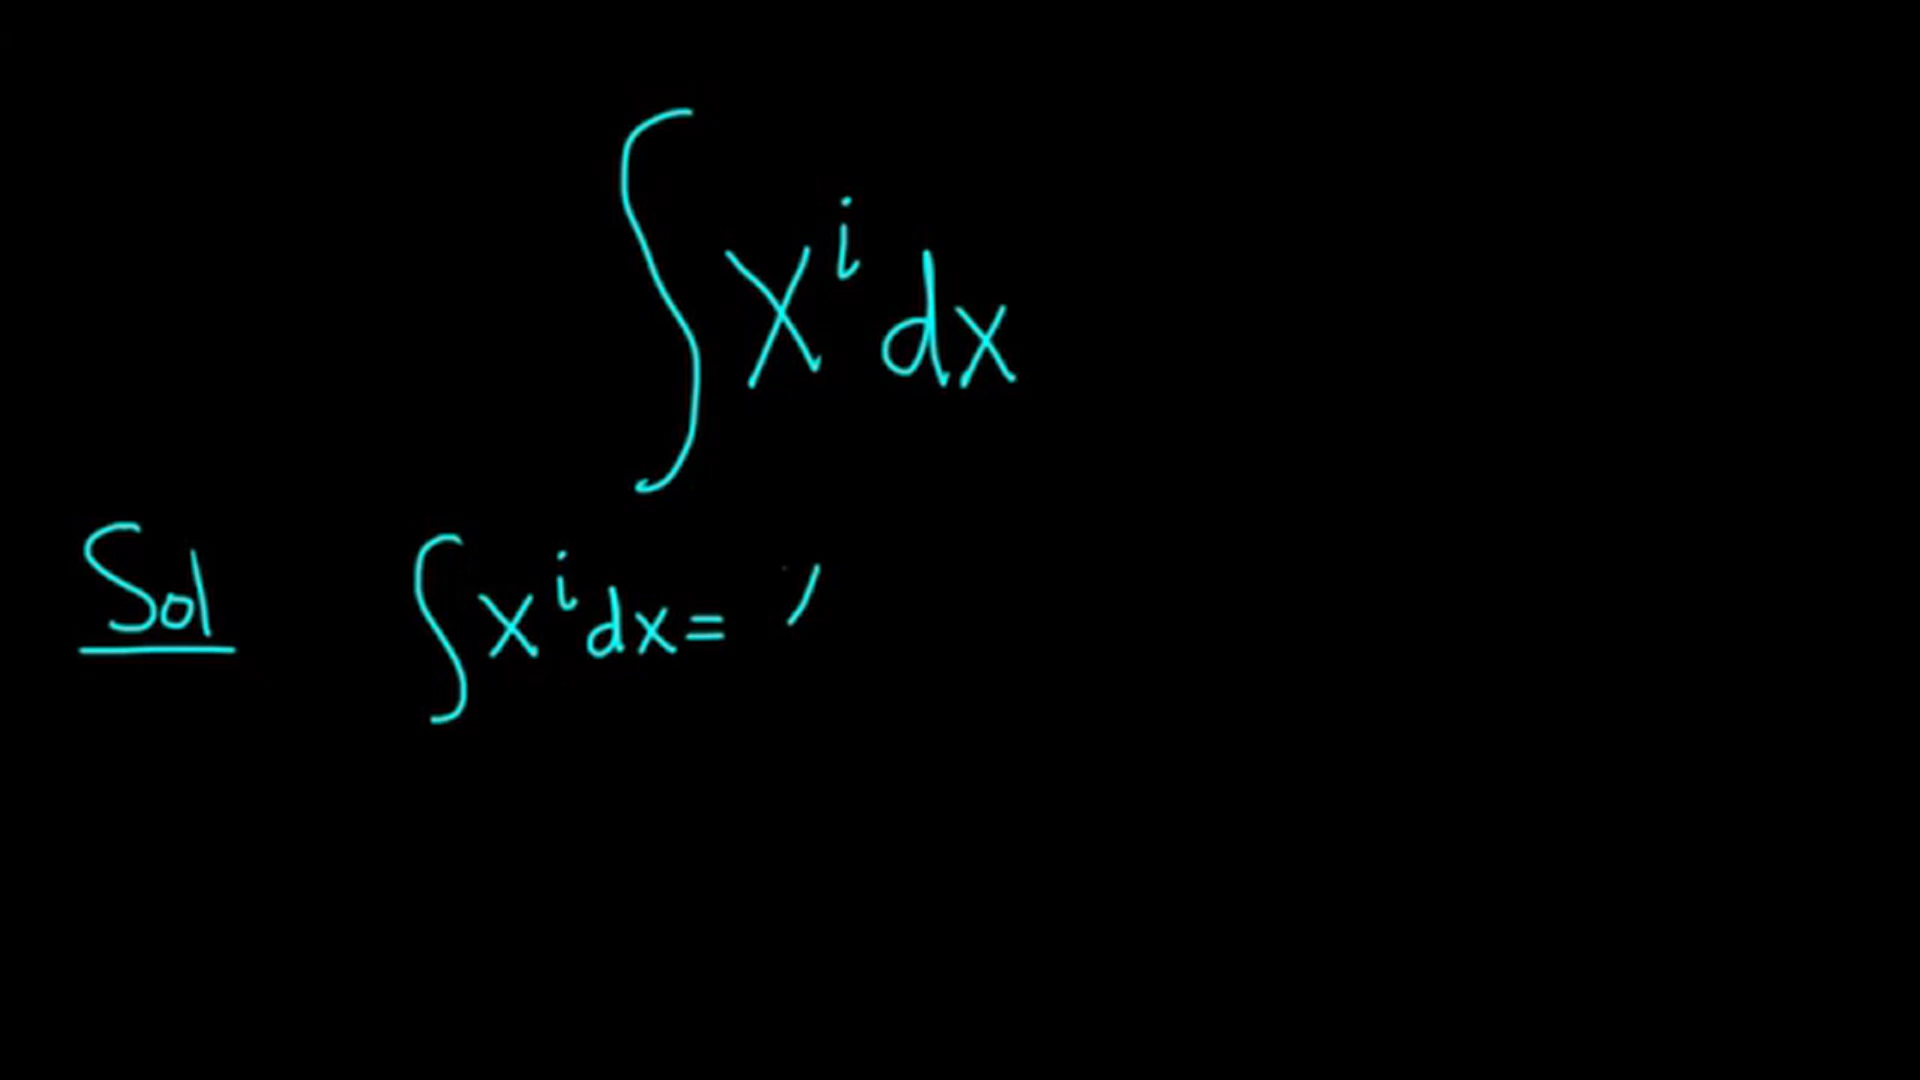 ∫ x^i dx
Sol ∫ x^i dx =